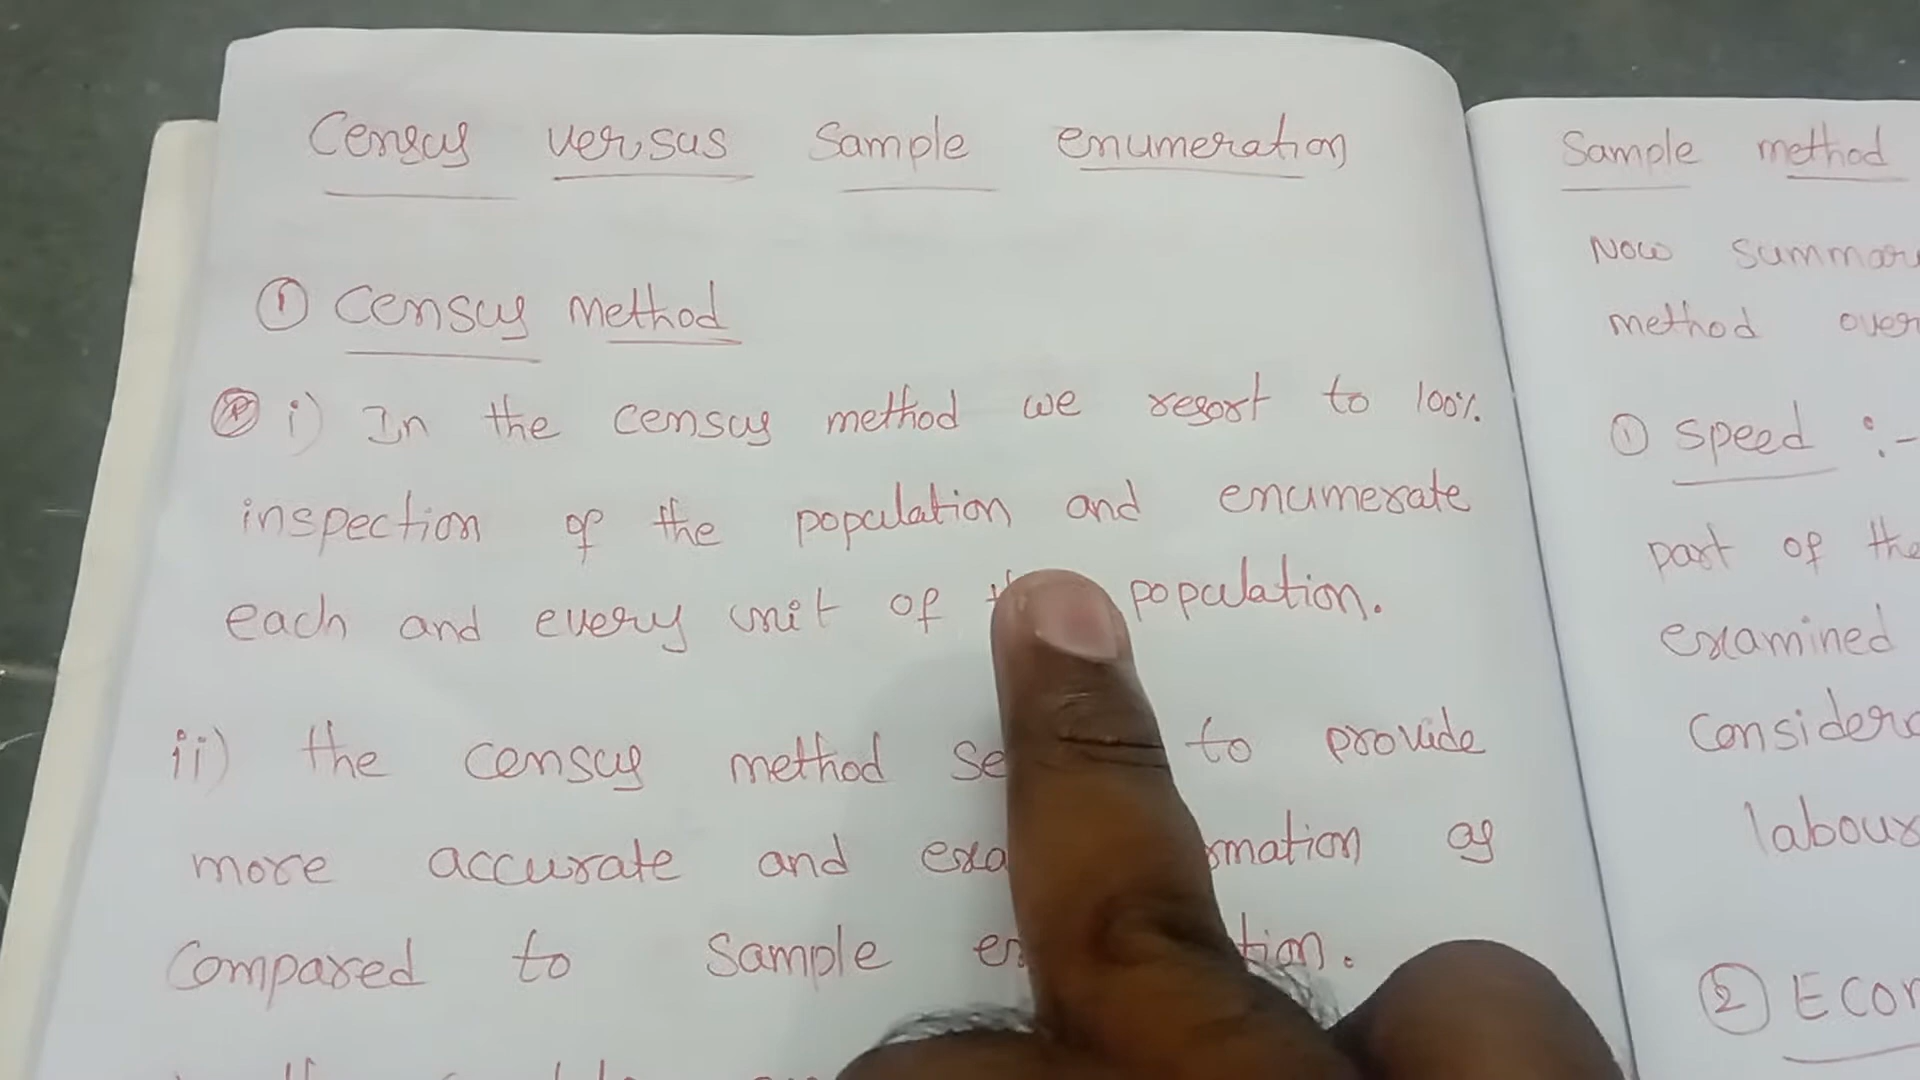 Census versus Sample enumeration
① Census method
i) In the census method we resort to 100%
inspection of the population and enumerate
each and every unit of population.
ii) the census method to provide
more accurate and as
Compared to Sample
Sample method
Now
method
① Speed :-
part of the
examined
labour
②